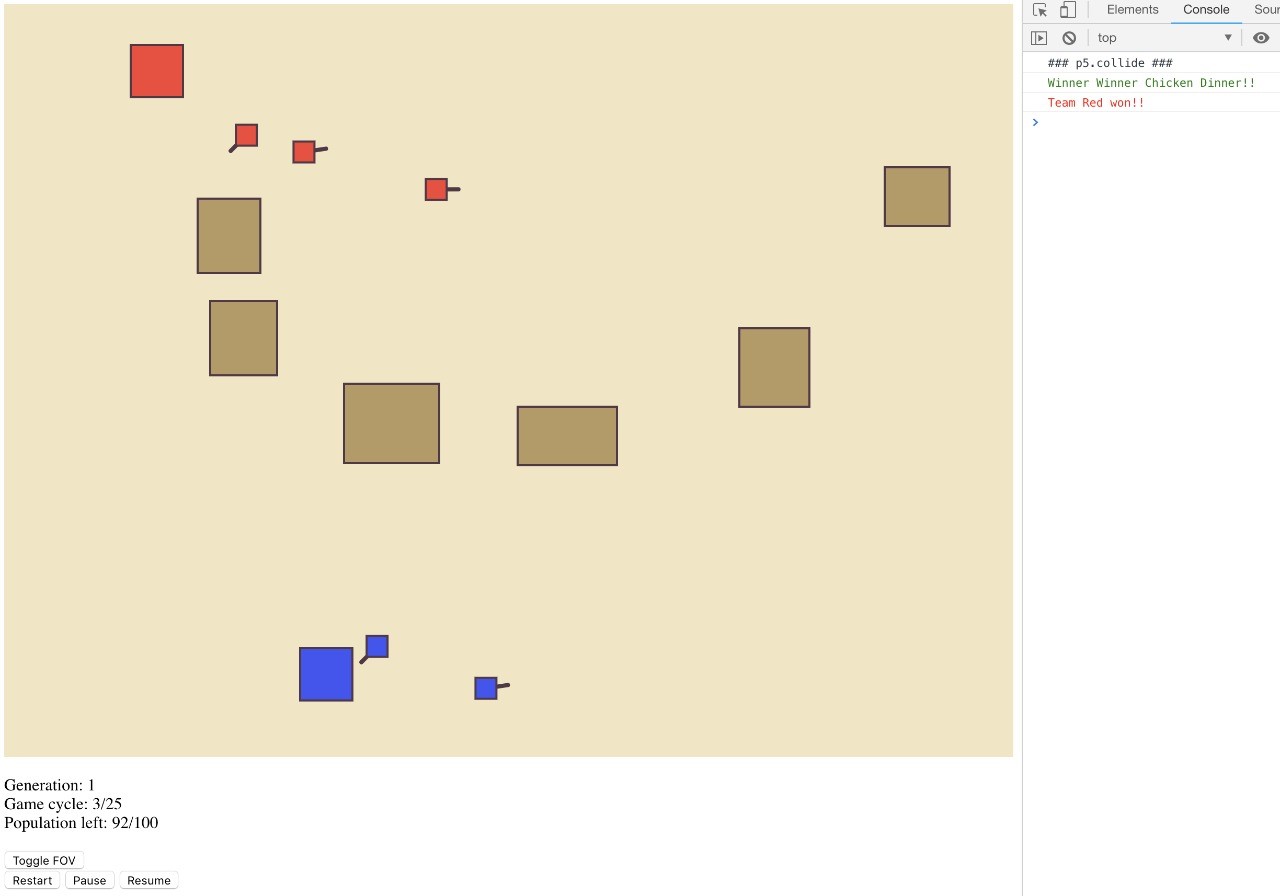 Elements Console Sour
top
### p5.collide ###
Winner Winner Chicken Dinner!!
Team Red won!!
Generation: 1
Game cycle: 3/25
Population left: 92/100
Toggle FOV
Restart Pause Resume